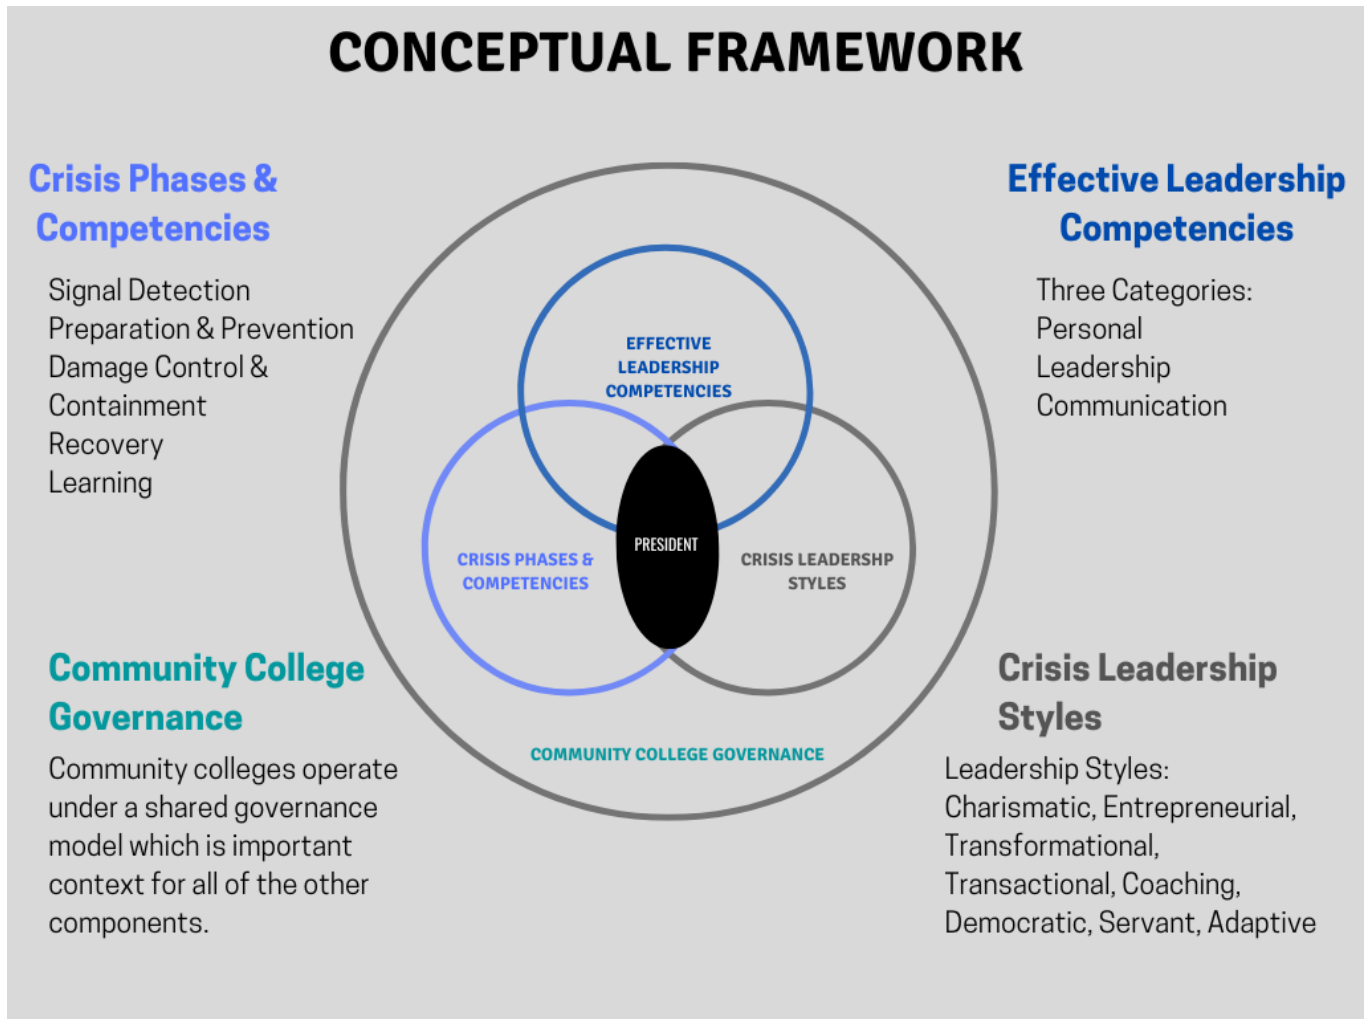 CONCEPTUAL FRAMEWORK
Crisis Phases &
Competencies
Signal Detection
Preparation & Prevention
Damage Control &
Containment
Recovery
Learning
Effective Leadership
Competencies
Three Categories:
Personal
Leadership
Communication
EFFECTIVE
LEADERSHIP
COMPETENCIES
PRESIDENT
CRISIS PHASES &
COMPETENCIES
CRISIS LEADERSHP
STYLES
COMMUNITY COLLEGE GOVERNANCE
Community College
Governance
Community colleges operate
under a shared governance
model which is important
context for all of the other
components.
Crisis Leadership
Styles
Leadership Styles:
Charismatic, Entrepreneurial,
Transformational,
Transactional, Coaching,
Democratic, Servant, Adaptive